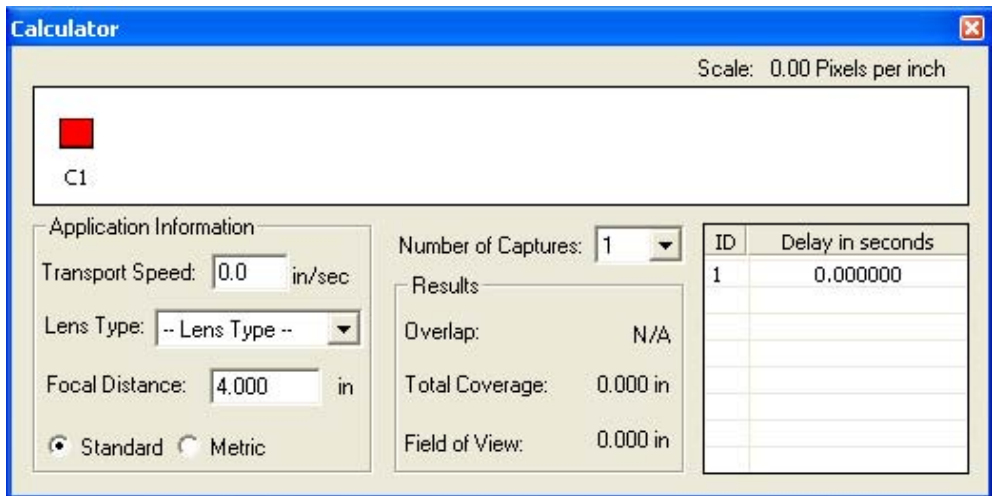 Calculator
Scale: 0.00 Pixels per inch
C1
Application Information
Transport Speed: 0.0 in/sec
Lens Type: -- Lens Type --
Focal Distance: 4.000 in
Standard Metric
Number of Captures: 1
Results
Overlap: N/A
Total Coverage: 0.000 in
Field of View: 0.000 in
ID Delay in seconds
1 0.000000